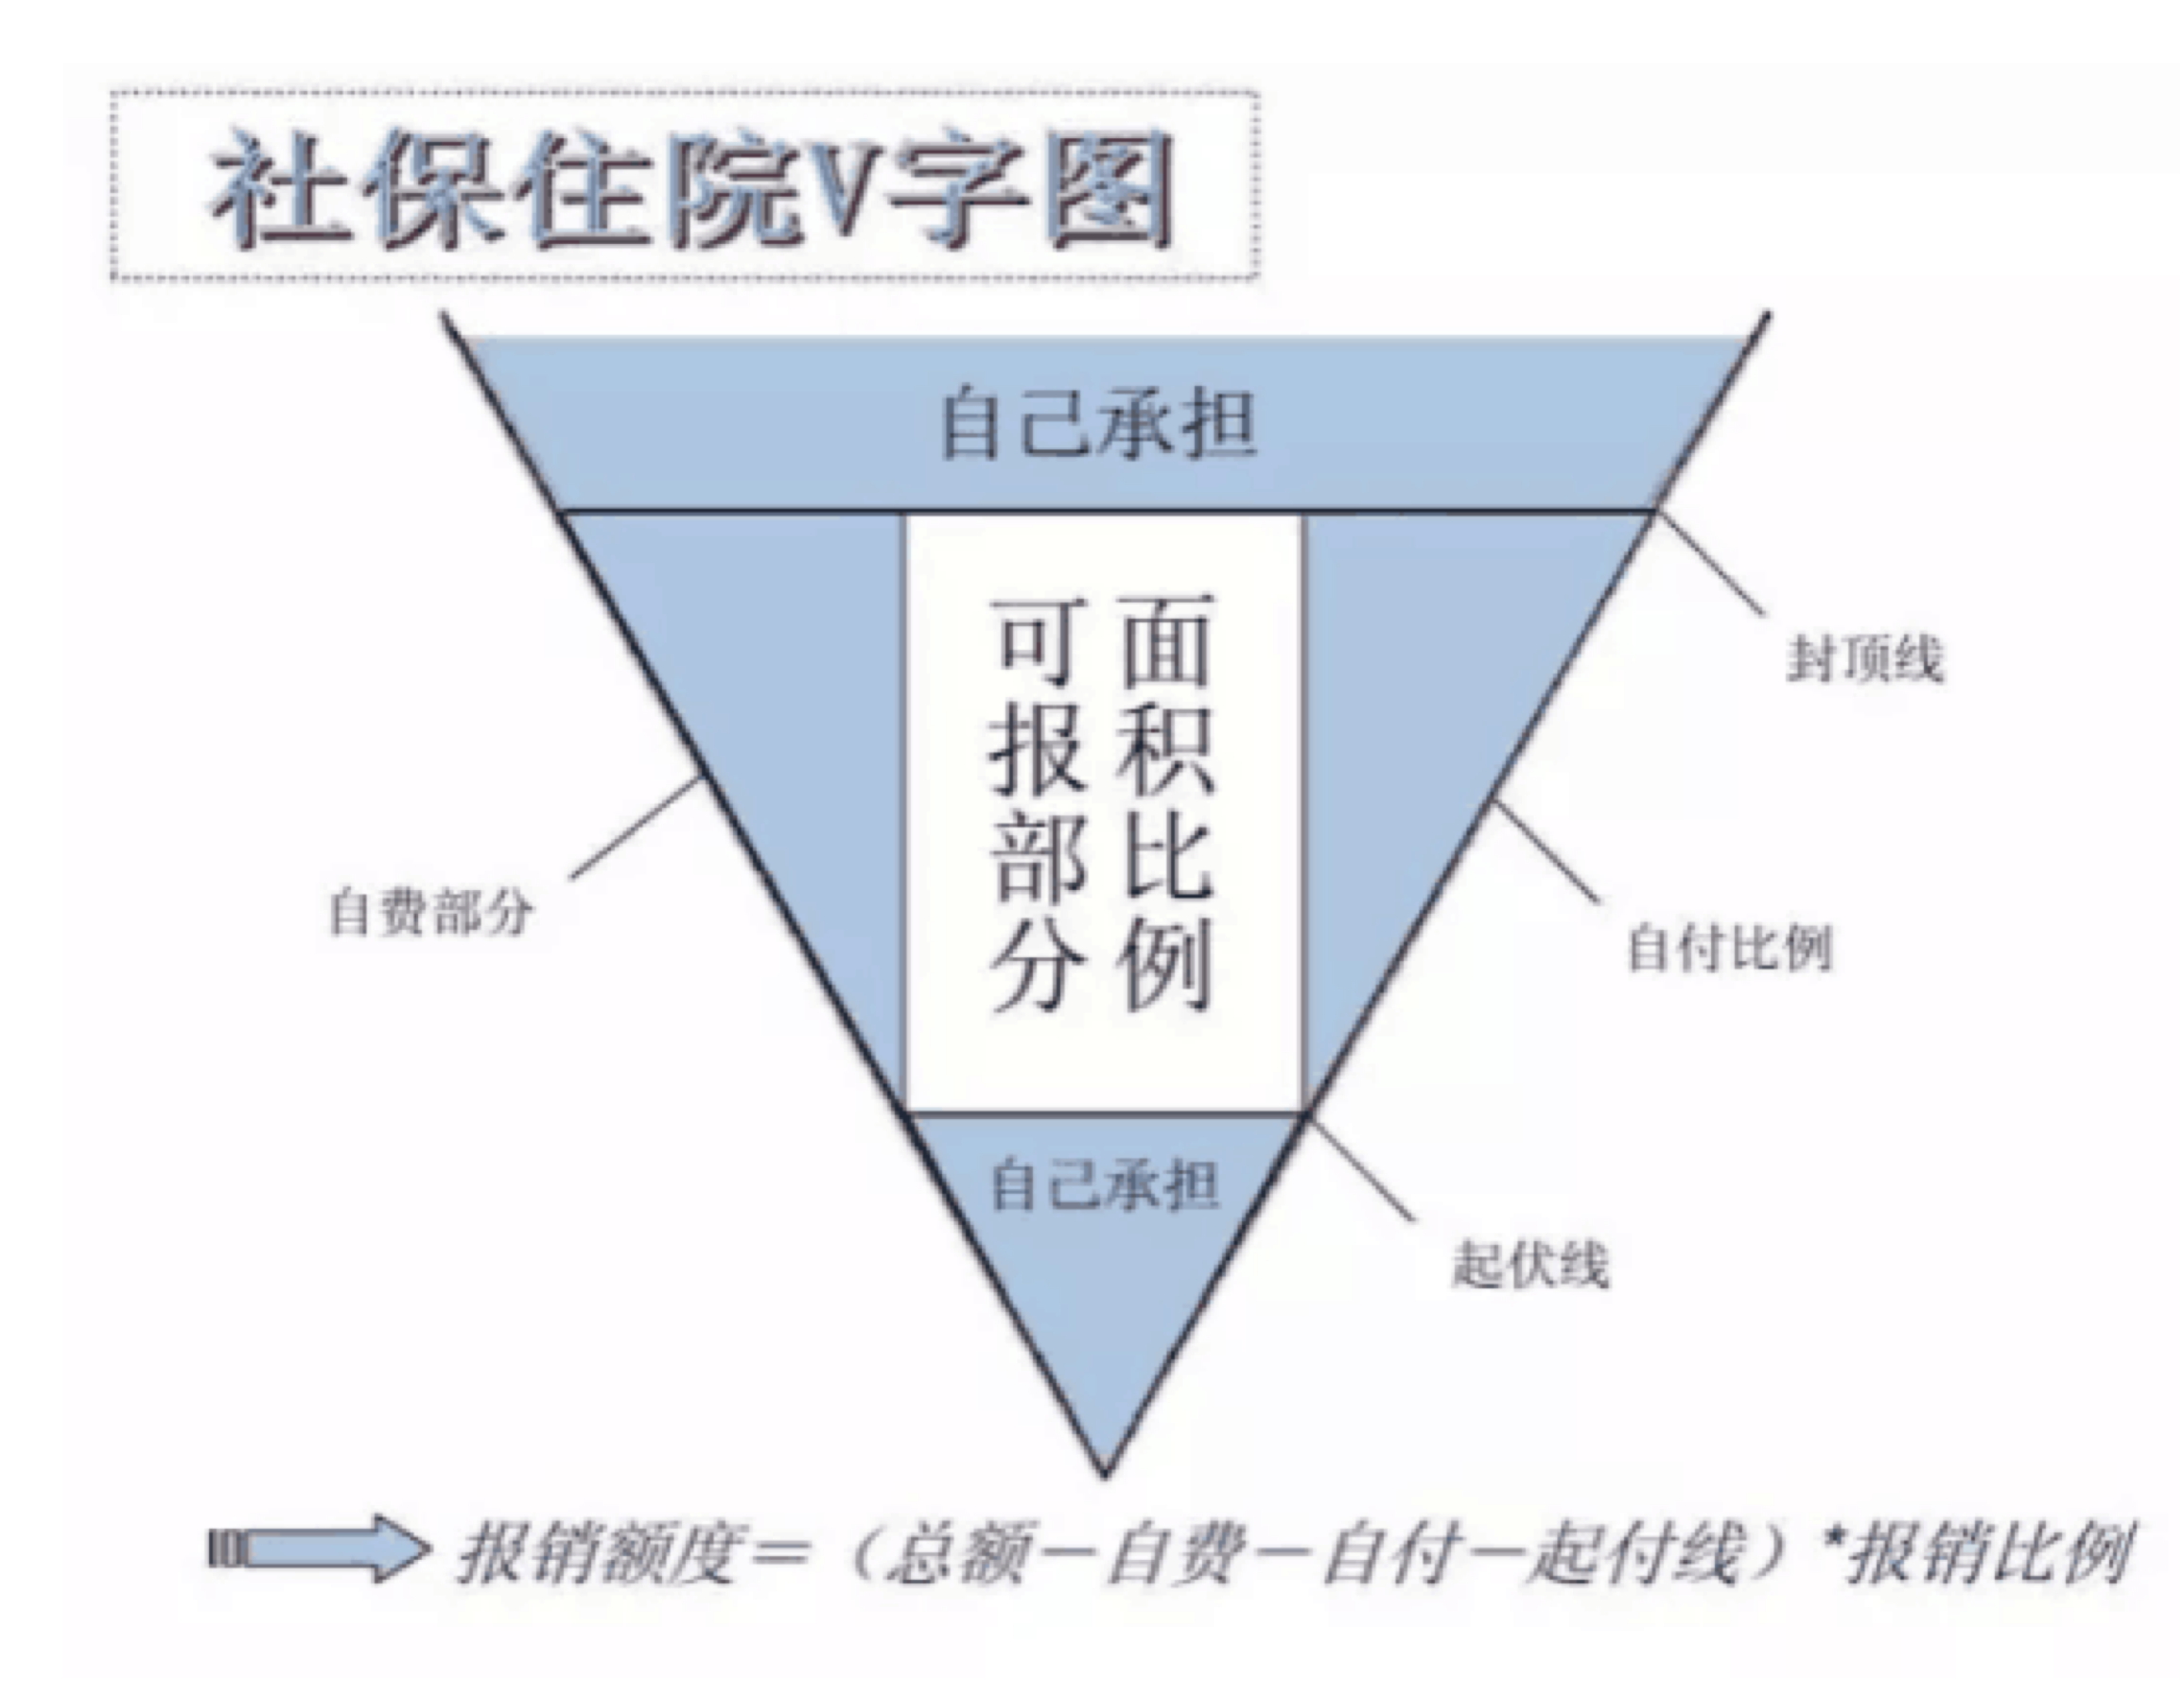 社保住院V字图
自己承担
可报部分
面积比例
封顶线
自费部分
自付比例
自己承担
起伏线
报销额度=（总额-自费-自付-起付线）*报销比例